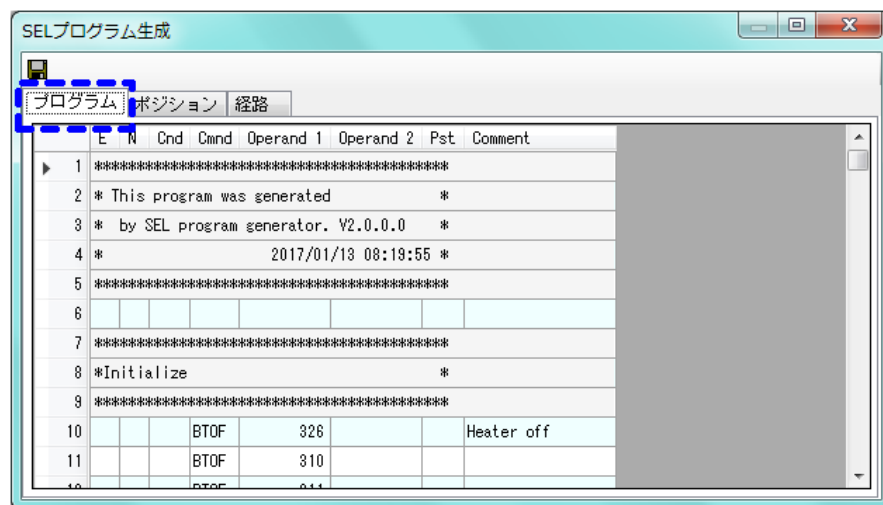 SELプログラム生成
プログラム ポジション 経路
E N Cnd Cmnd Operand 1 Operand 2 Pst Comment
1 *******************************************
2 * This program was generated *
3 * by SEL program generator. V2.0.0.0 *
4 * 2017/01/13 08:19:55 *
5 *******************************************
6
7 *******************************************
8 *Initialize *
9 *******************************************
10 BTOF 326 Heater off
11 BTOF 310